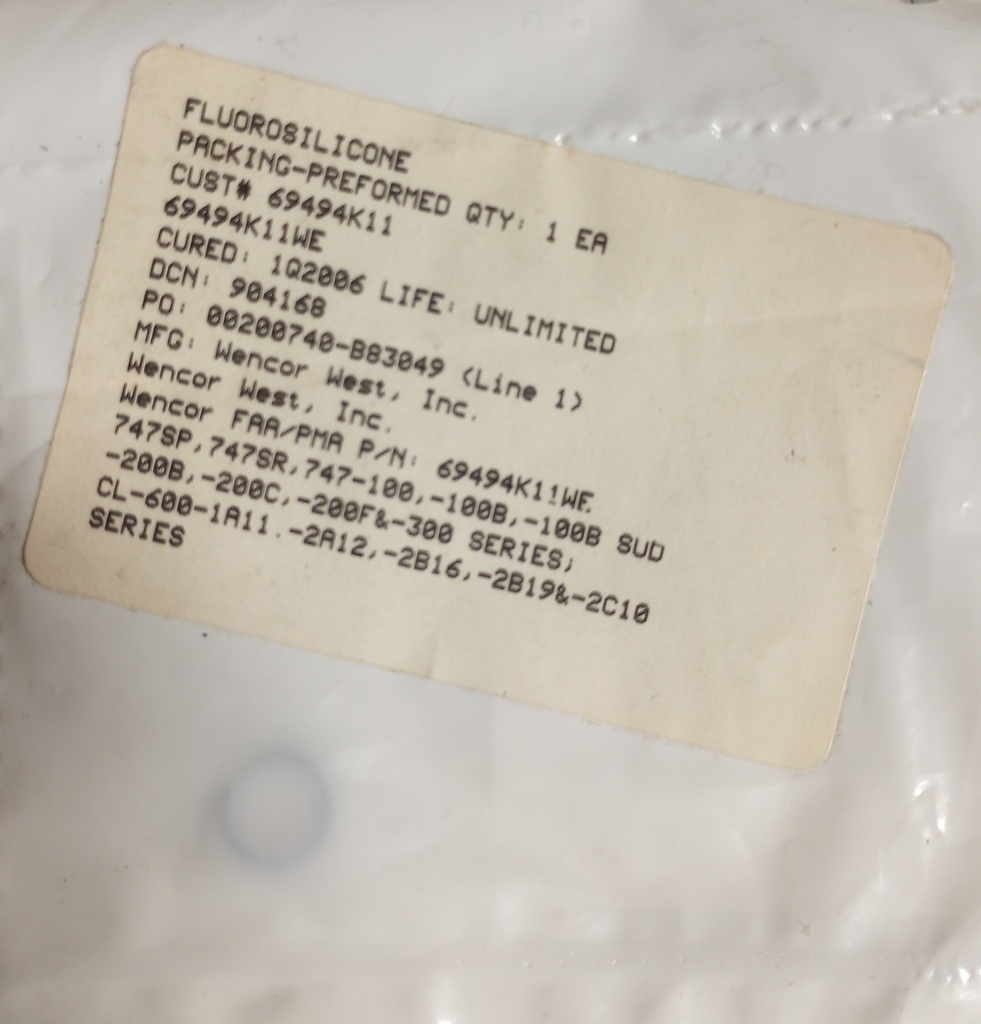 FLUOROSILICONE
PACKING-PREFORMED QTY: 1 EA
CUST# 69494K11
69494K11WE
CURED: 1Q2006 LIFE: UNLIMITED
DCN: 904168
PO: 00200740-B83049 (Line 1)
MFG: Wencor West, Inc.
Wencor West, Inc.
Wencor FAA/PMA P/N: 69494K11WE
747SP,747SR,747-100,-100B,-100B SUD
-200B,-200C,-200F&-300 SERIES;
CL-600-1A11.-2A12,-2B16,-2B19&-2C10
SERIES